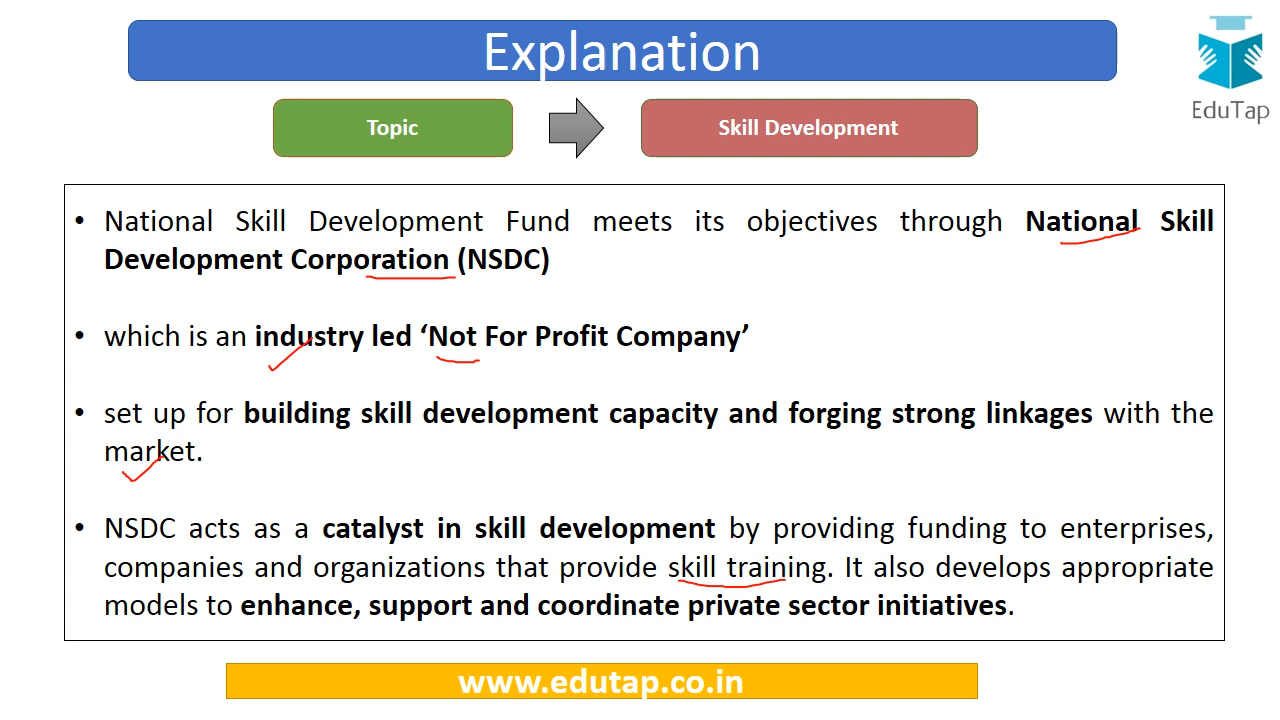 Explanation
EduTap
Topic
Skill Development
• National Skill Development Fund meets its objectives through National Skill
Development Corporation (NSDC)
• which is an industry led ‘Not For Profit Company’
• set up for building skill development capacity and forging strong linkages with the
market.
• NSDC acts as a catalyst in skill development by providing funding to enterprises,
companies and organizations that provide skill training. It also develops appropriate
models to enhance, support and coordinate private sector initiatives.
www.edutap.co.in